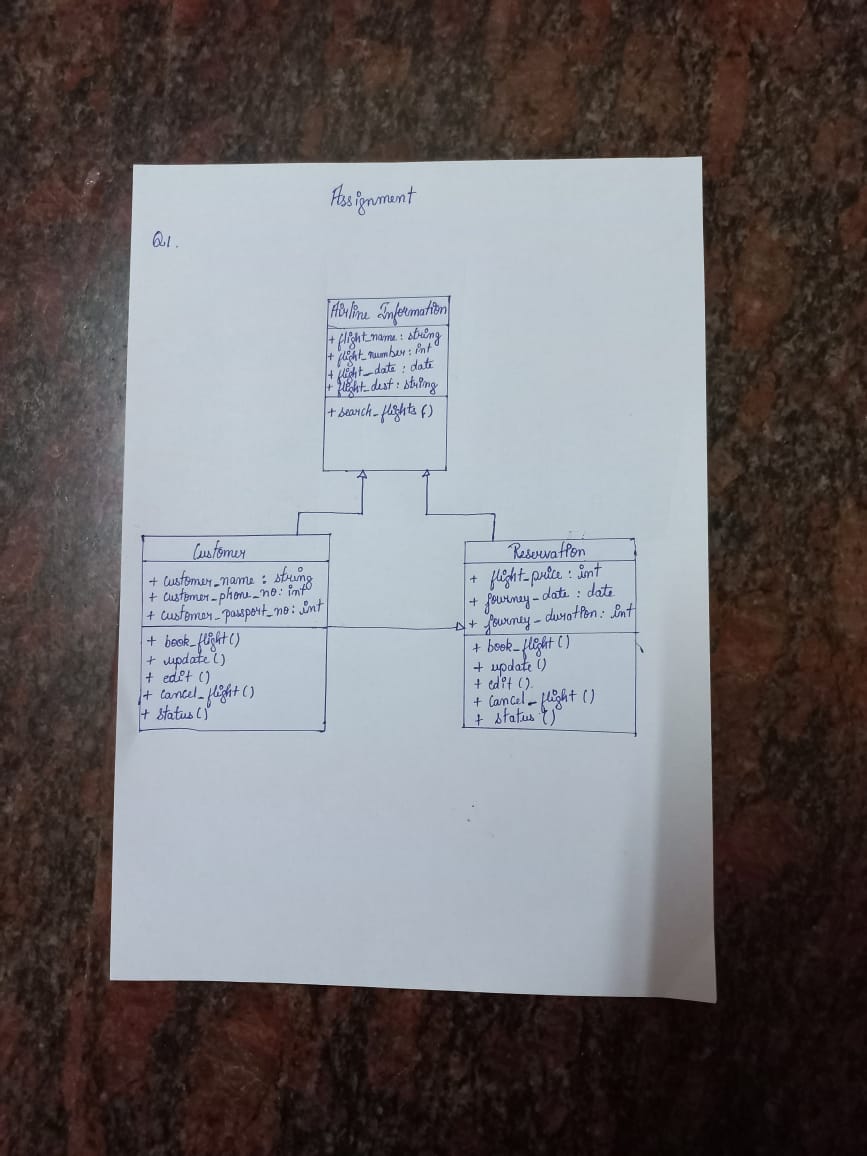 Assignment
Q1.
Airline Information
+ flight_name : string
+ flight_number : int
+ flight_date : date
+ flight_dest : string
+ search_flights ()
Customer
+ customer_name : string
+ customer_phone_no : int
+ customer_passport_no : int
+ book_flight ()
+ update ()
+ edit ()
+ cancel_flight ()
+ status ()
Reservation
+ flight_price : int
+ journey_date : date
+ journey_duration : int
+ book_flight ()
+ update ()
+ edit ()
+ cancel_flight ()
+ status ()